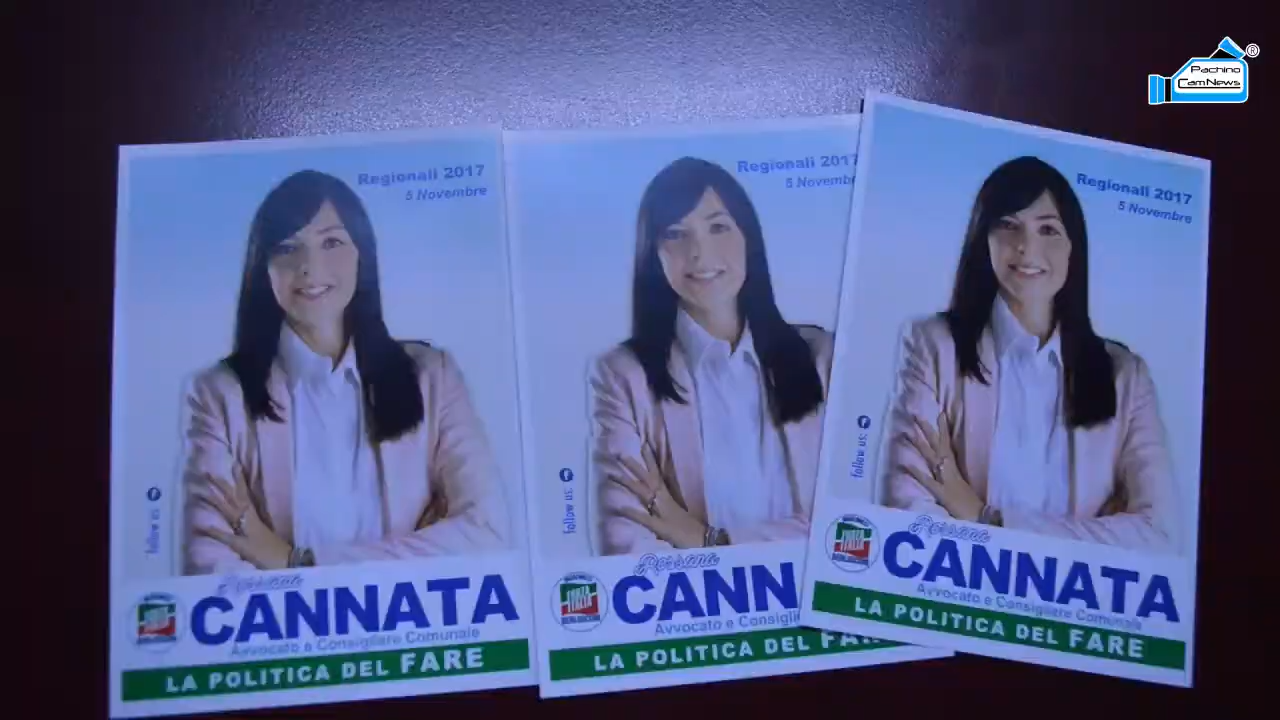 Pachino
CamNews
®
Regionali 2017
5 Novembre
follow us:
Rossana
CANNATA
Avvocato e Consigliere Comunale
LA POLITICA DEL FARE
Regionali 2017
5 Novembre
follow us:
Rossana
CANN
Avvocato e Consigli
LA POLITICA DEL FA
Regionali 2017
5 Novembre
follow us:
ITALIA
Rossana
CANNATA
Avvocato e Consigliere Comunale
LA POLITICA DEL FARE